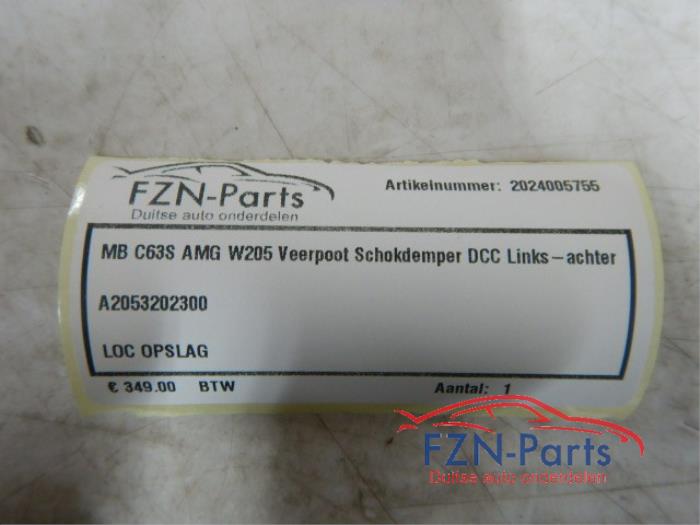 FZN-Parts
Duitse auto onderdelen
Artikelnummer: 2024005755
MB C63S AMG W205 Veerpoot Schokdemper DCC Links-achter
A2053202300
LOC OPSLAG
€ 349.00 BTW
Aantal: 1
FZN-Parts
Duitse auto onderdelen